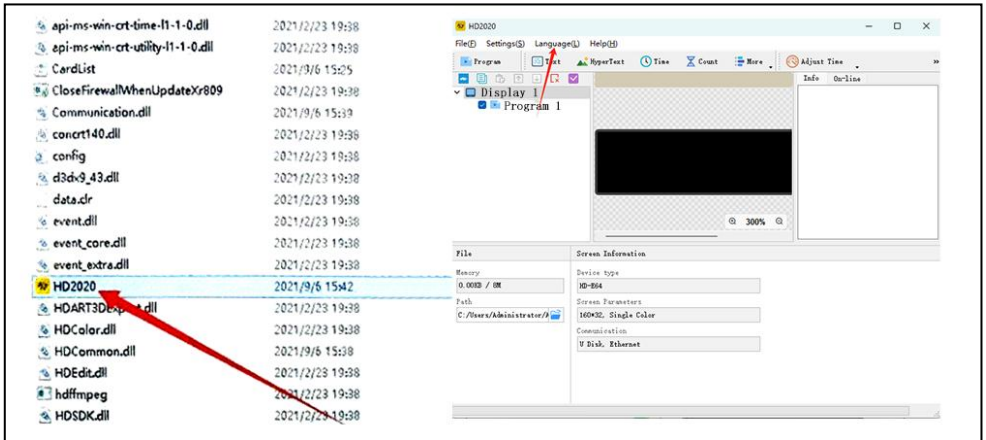 api-ms-win-crt-time-l1-1-0.dll 2021/2/23 19:38
api-ms-win-crt-utility-l1-1-0.dll 2021/2/23 19:38
CardList 2021/9/6 15:25
CloseFirewallWhenUpdateXr809 2021/2/23 19:38
Communication.dll 2021/9/6 15:39
concrt140.dll 2021/2/23 19:38
config 2021/2/23 19:38
d3dx9_43.dll 2021/2/23 19:38
data.clr 2021/2/23 19:38
event.dll 2021/2/23 19:38
event_core.dll 2021/2/23 19:38
event_extra.dll 2021/2/23 19:38
HD2020 2021/9/6 15:42
2021/2/23 19:38
HDColor.dll 2021/2/23 19:38
HDCommon.dll 2021/9/6 15:38
HDEdit.dll 2021/2/23 19:38
hdffmpeg 2021/2/23 19:38
HDSDK.dll 2021/2/23 19:38
HD2020
File(F) Settings(S) Language(L) Help(H)
Program Text HyperText Time Count More Adjust Time »
Info On-line
Display 1
Program 1
300%
File Screen Information
Memory Device type
0.00KB / 8M HD-E64
Path Screen Parameters
C:/Users/Administrator/ 160*32, Single Color
Communication
U Disk, Ethernet